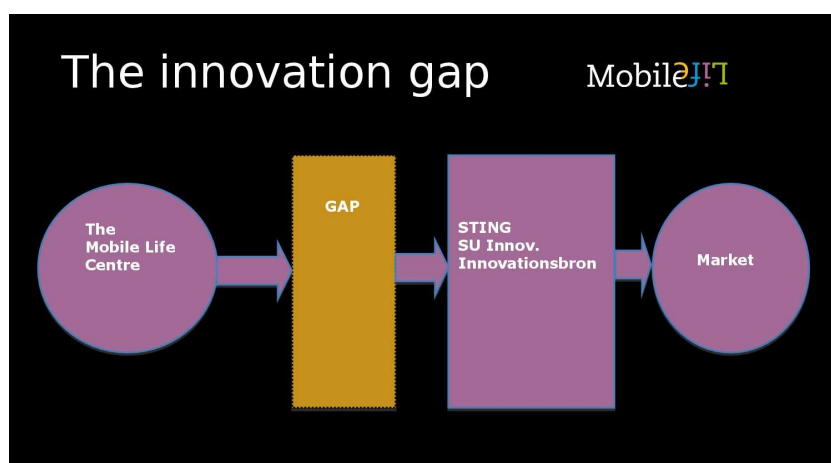 The innovation gap
MobileLife
The
Mobile Life
Centre
GAP
STING
SU Innov.
Innovationsbron
Market